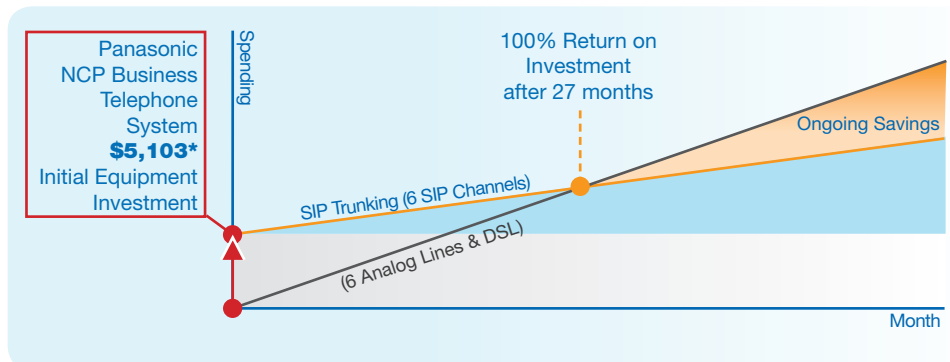 Panasonic
NCP Business
Telephone
System
$5,103*
Initial Equipment
Investment
Spending
100% Return on
Investment
after 27 months
Ongoing Savings
SIP Trunking (6 SIP Channels)
(6 Analog Lines & DSL)
Month